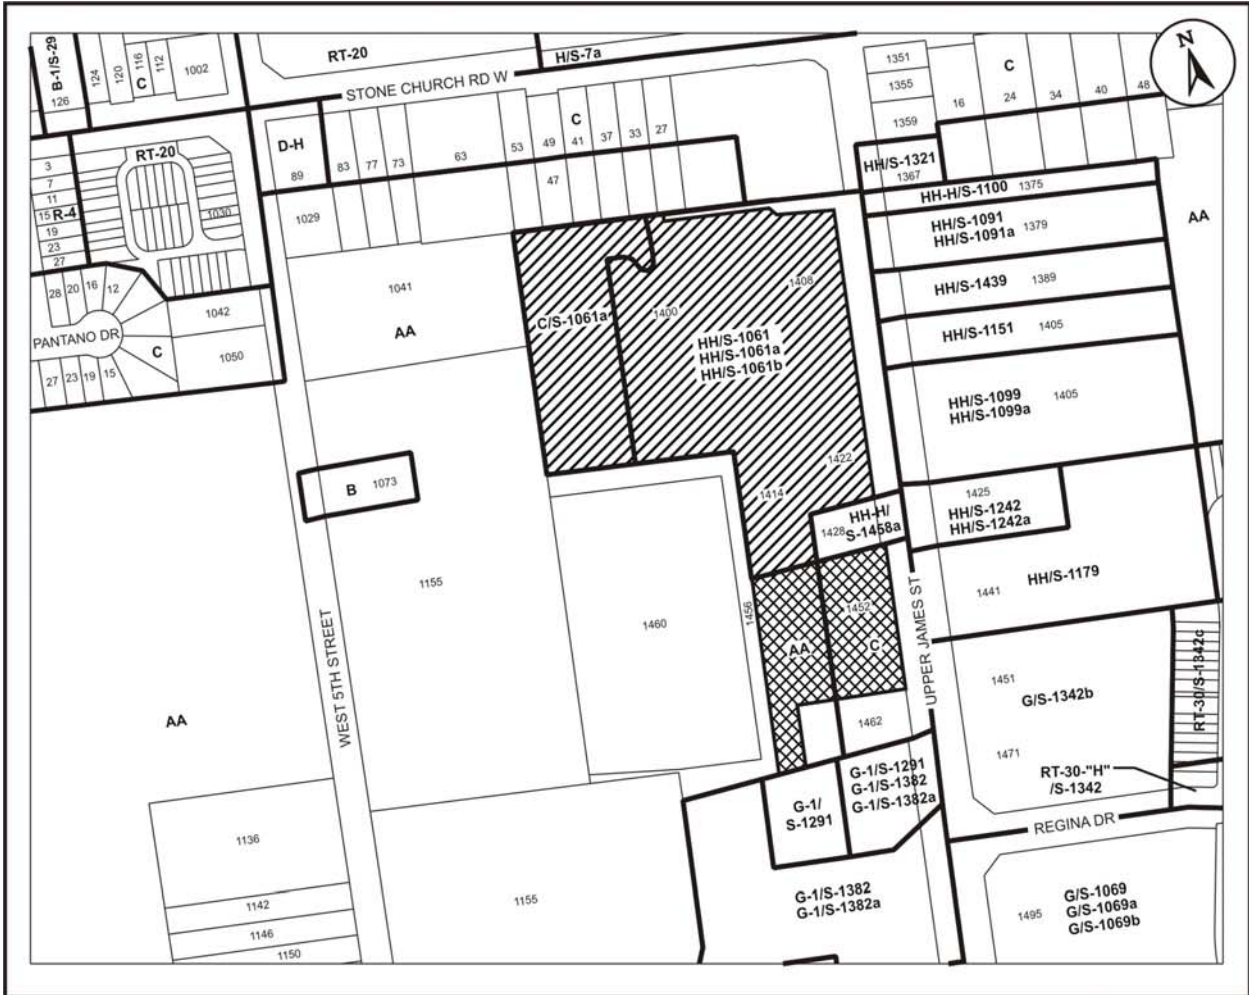 B-1/S-29
126
124
120
116
112
C
1002
RT-20
H/S-7a
STONE CHURCH RD W
N
1351
1355
1359
C
16
24
34
40
48
3
7
11
15
R-4
19
23
27
RT-20
1030
D-H
89
83
77
73
63
53
49
C
41
37
33
27
47
HH/S-1321
1367
HH-H/S-1100
1375
HH/S-1091
HH/S-1091a
1379
AA
HH/S-1439
1389
HH/S-1151
1405
HH/S-1099
HH/S-1099a
1405
1029
1041
AA
28
20
16
12
PANTANO DR
C
27
23
19
15
1042
1050
C/S-1061a
1400
1408
HH/S-1061
HH/S-1061a
HH/S-1061b
1422
1414
B
1073
1428
HH-H/
S-1458a
1425
HH/S-1242
HH/S-1242a
HH/S-1179
1441
1155
WEST 5TH STREET
AA
1460
1456
AA
1452
C
UPPER JAMES ST
1462
1451
G/S-1342b
1471
RT-30/S-1342c
RT-30-"H"
/S-1342
REGINA DR
G-1/
S-1291
G-1/S-1291
G-1/S-1382
G-1/S-1382a
G-1/S-1382
G-1/S-1382a
1136
1142
1146
1150
1155
1495
G/S-1069
G/S-1069a
G/S-1069b